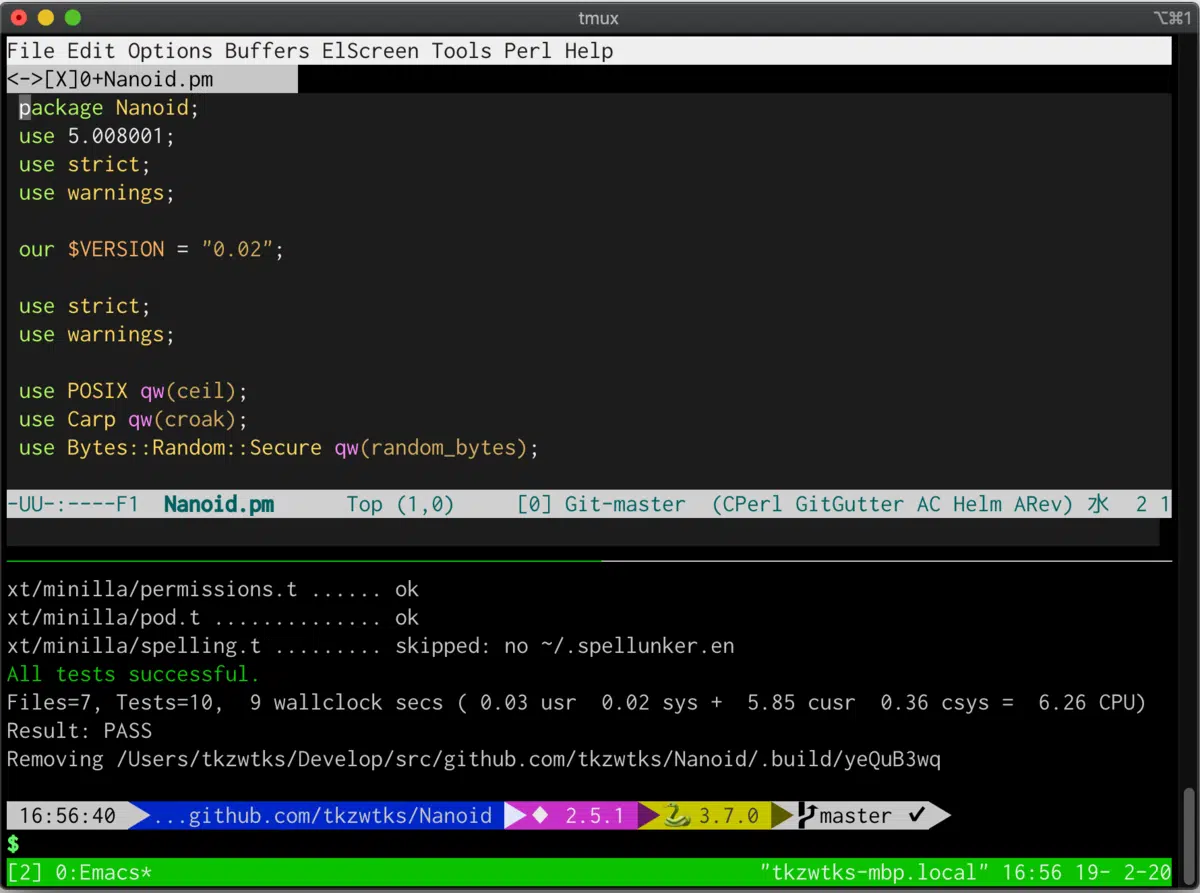 tmux
⌥⌘1
File Edit Options Buffers ElScreen Tools Perl Help
<->[X]0+Nanoid.pm
package Nanoid;
use 5.008001;
use strict;
use warnings;
our $VERSION = "0.02";
use strict;
use warnings;
use POSIX qw(ceil);
use Carp qw(croak);
use Bytes::Random::Secure qw(random_bytes);
-UU-:----F1  Nanoid.pm      Top (1,0)     [0] Git-master  (CPerl GitGutter AC Helm ARev) 水  2 1
xt/minilla/permissions.t ...... ok
xt/minilla/pod.t .............. ok
xt/minilla/spelling.t ......... skipped: no ~/.spellunker.en
All tests successful.
Files=7, Tests=10,  9 wallclock secs ( 0.03 usr  0.02 sys +  5.85 cusr  0.36 csys =  6.26 CPU)
Result: PASS
Removing /Users/tkzwtks/Develop/src/github.com/tkzwtks/Nanoid/.build/yeQuB3wq
16:56:40 ...github.com/tkzwtks/Nanoid ◆ 2.5.1 🐍 3.7.0 master ✔
$
[2] 0:Emacs* "tkzwtks-mbp.local" 16:56 19- 2-20